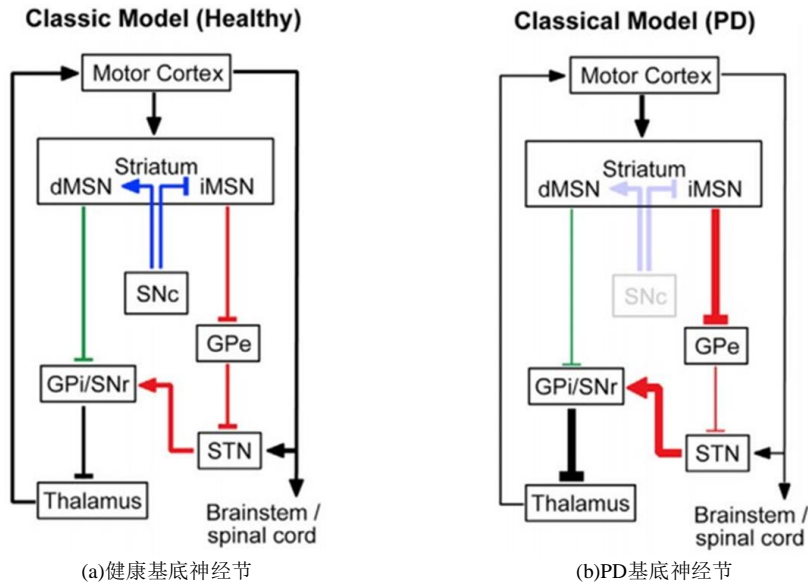 Classic Model (Healthy)
Motor Cortex
Striatum
dMSN
iMSN
SNc
GPe
GPi/SNr
STN
Thalamus
Brainstem /
spinal cord
(a)健康基底神经节
Classical Model (PD)
Motor Cortex
Striatum
dMSN
iMSN
SNc
GPe
GPi/SNr
STN
Thalamus
Brainstem /
spinal cord
(b)PD基底神经节